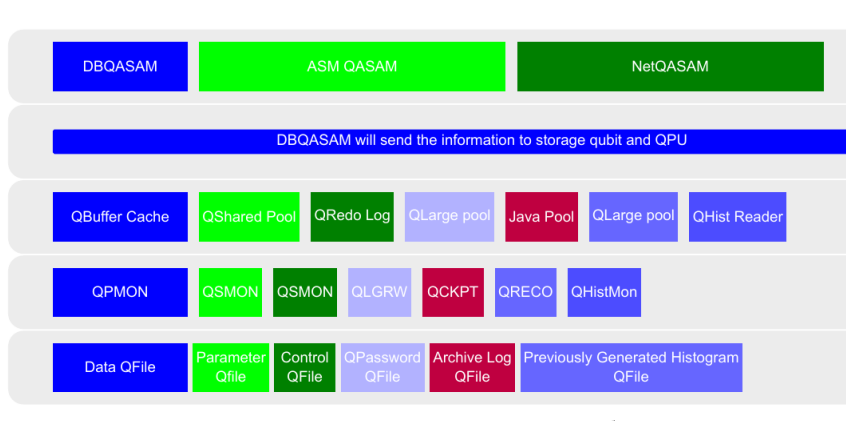 DBQASAM ASM QASAM NetQASAM
DBQASAM will send the information to storage qubit and QPU
QBuffer Cache QShared Pool QRedo Log QLarge pool Java Pool QLarge pool QHist Reader
QPMON QSMON QSMON QLGRW QCKPT QRECO QHistMon
Data QFile
Parameter
Qfile
Control
QFile
QPassword
QFile
Archive Log
QFile
Previously Generated Histogram
QFile